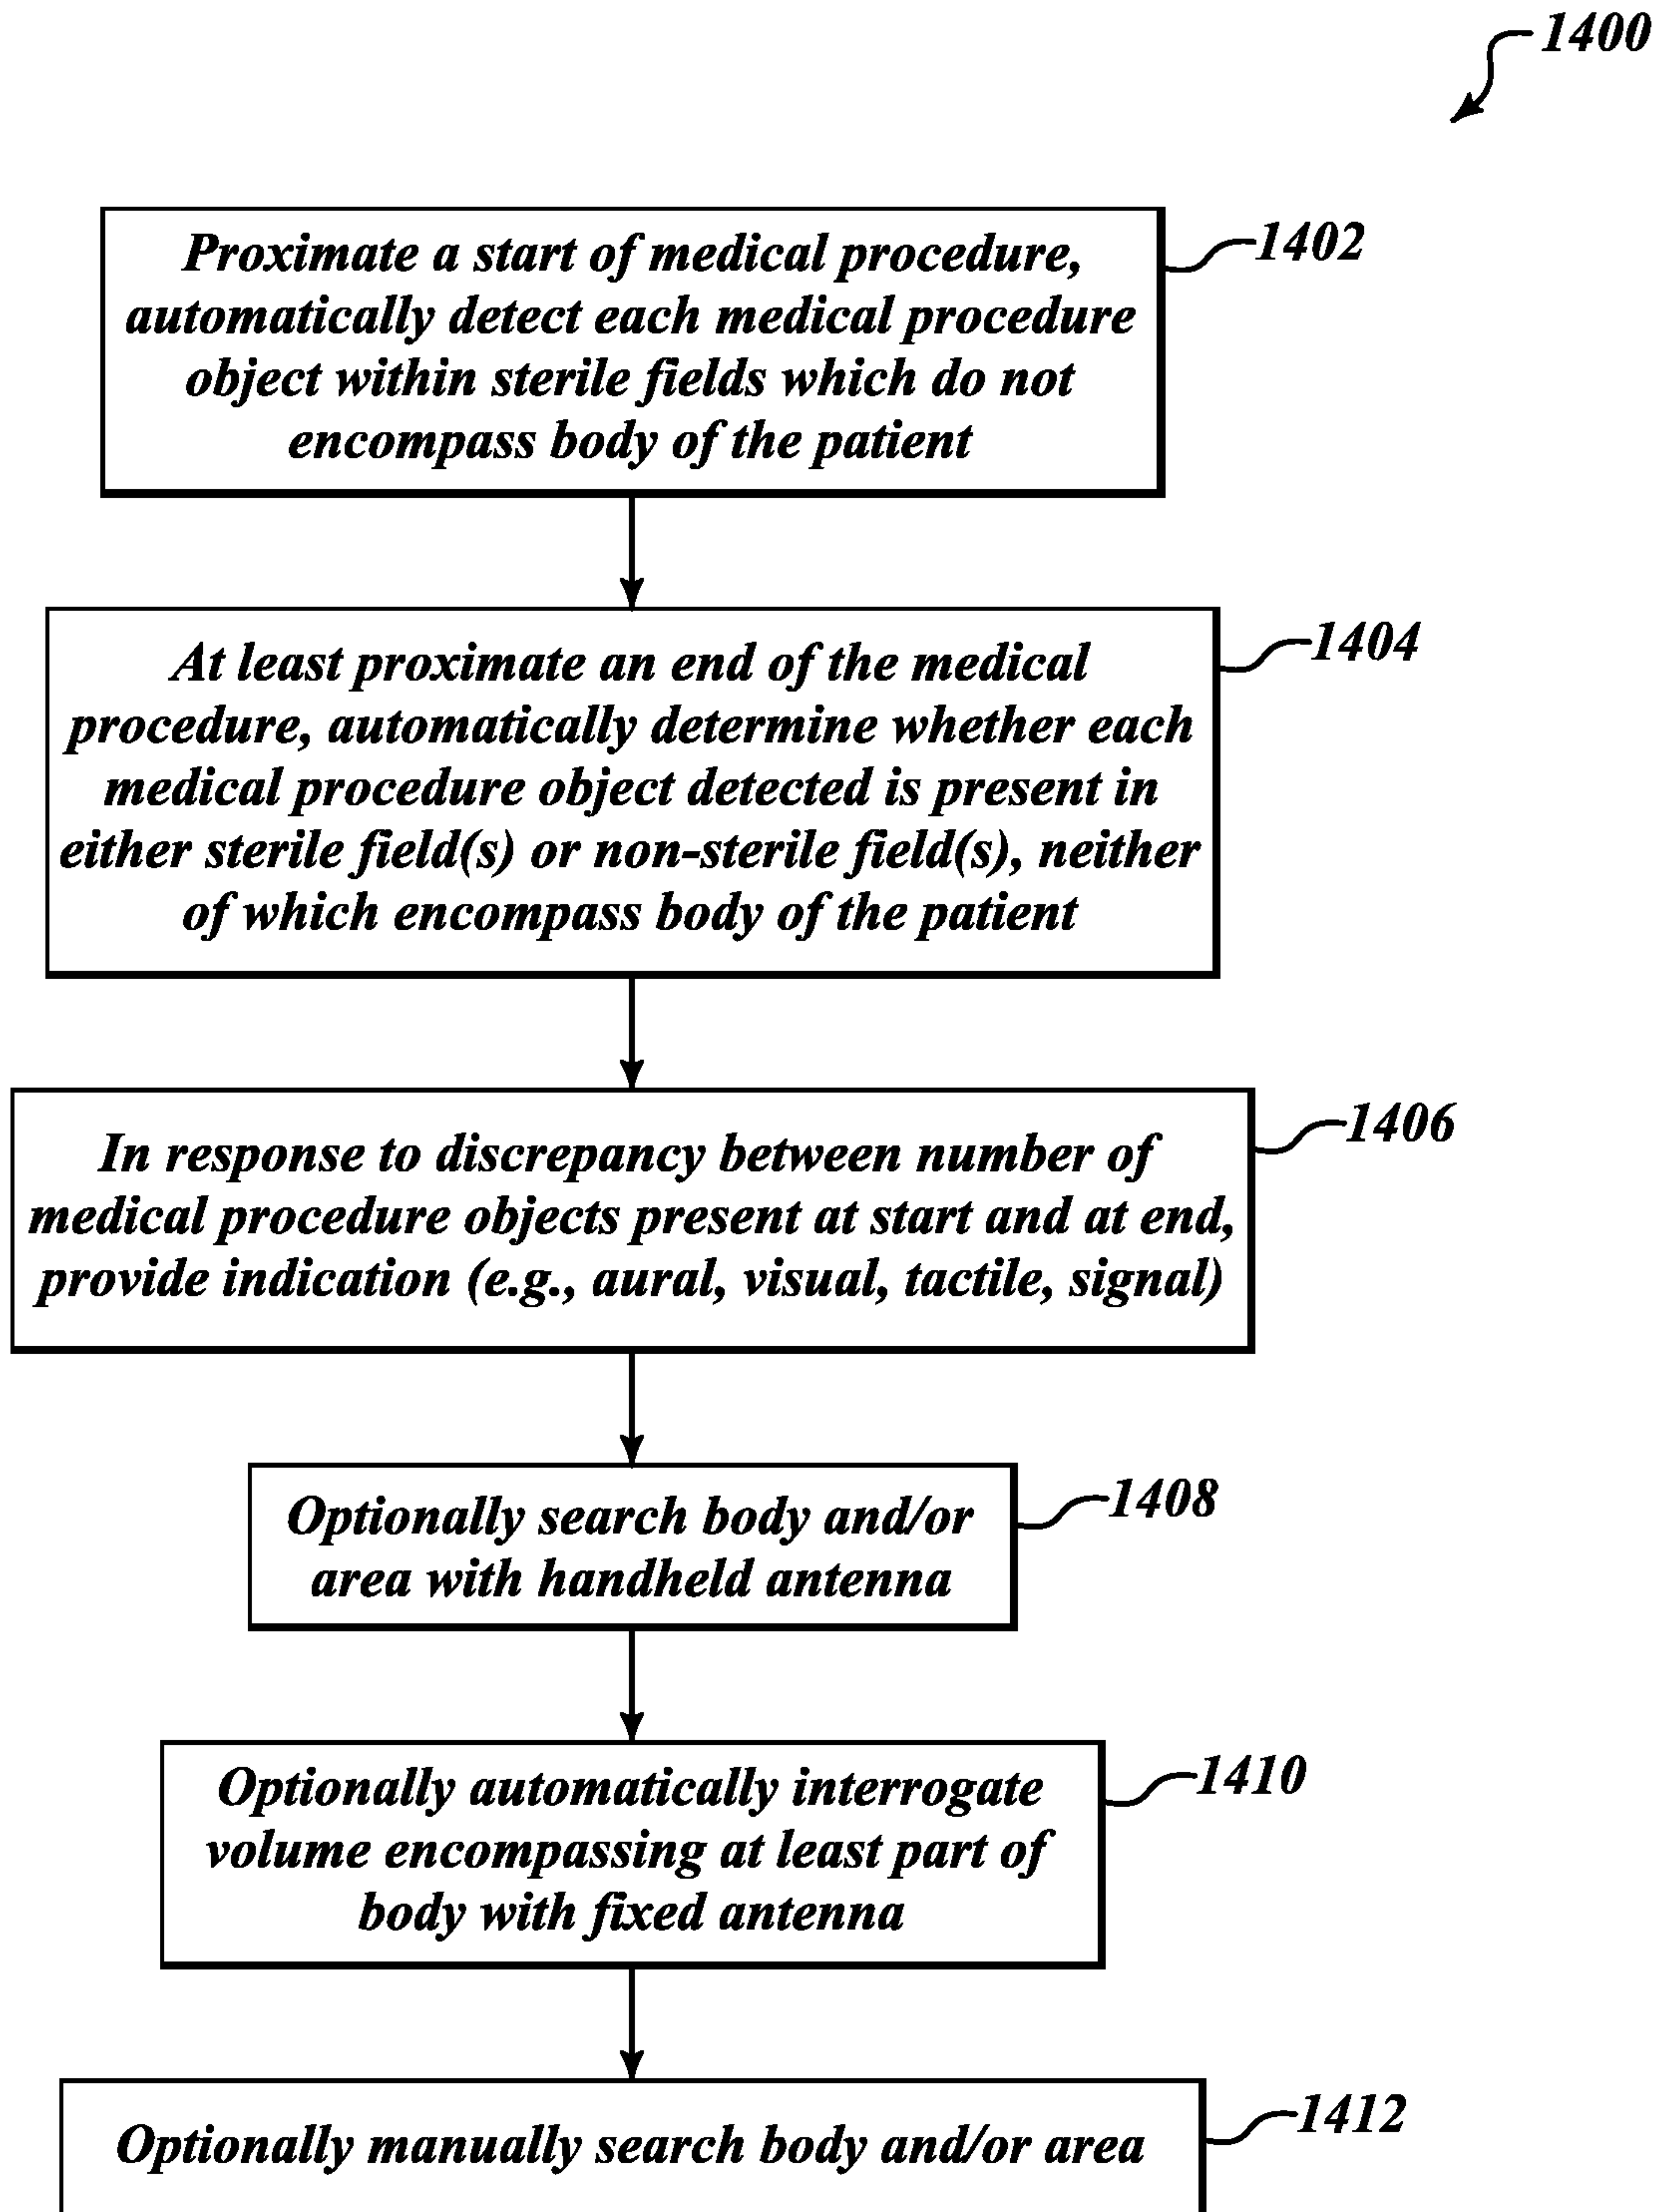 1400
Proximate a start of medical procedure,
automatically detect each medical procedure
object within sterile fields which do not
encompass body of the patient
1402
At least proximate an end of the medical
procedure, automatically determine whether each
medical procedure object detected is present in
either sterile field(s) or non-sterile field(s), neither
of which encompass body of the patient
1404
In response to discrepancy between number of
medical procedure objects present at start and at end,
provide indication (e.g., aural, visual, tactile, signal)
1406
Optionally search body and/or
area with handheld antenna
1408
Optionally automatically interrogate
volume encompassing at least part of
body with fixed antenna
1410
Optionally manually search body and/or area
1412